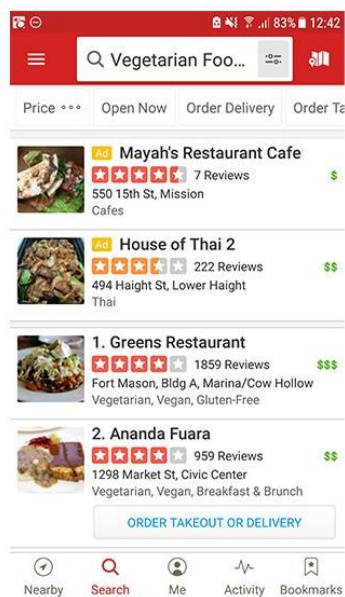 83% 12:42
Vegetarian Foo...
Price Open Now Order Delivery Order Ta
Ad Mayah's Restaurant Cafe
7 Reviews $
550 15th St, Mission
Cafes
Ad House of Thai 2
222 Reviews $$
494 Haight St, Lower Haight
Thai
1. Greens Restaurant
1859 Reviews $$$
Fort Mason, Bldg A, Marina/Cow Hollow
Vegetarian, Vegan, Gluten-Free
2. Ananda Fuara
959 Reviews $$
1298 Market St, Civic Center
Vegetarian, Vegan, Breakfast & Brunch
ORDER TAKEOUT OR DELIVERY
Nearby Search Me Activity Bookmarks